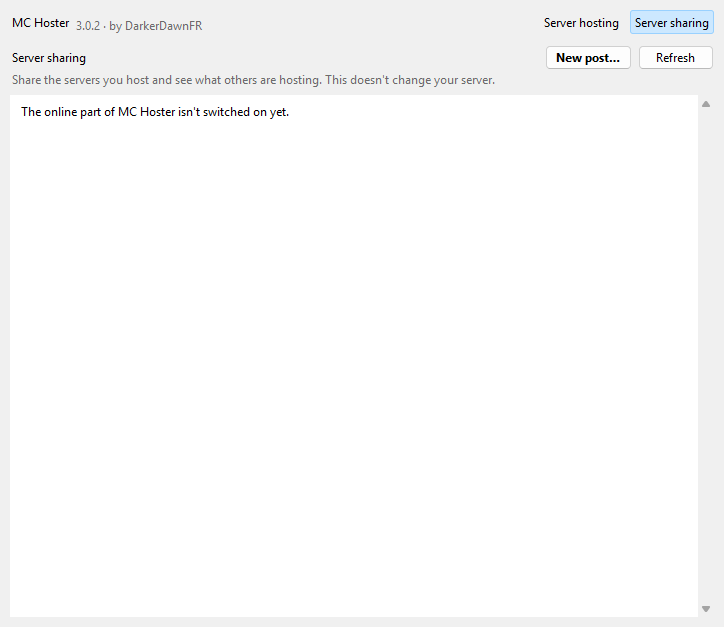 MC Hoster 3.0.2 · by DarkerDawnFR Server hosting Server sharing
Server sharing New post... Refresh
Share the servers you host and see what others are hosting. This doesn't change your server.
The online part of MC Hoster isn't switched on yet.